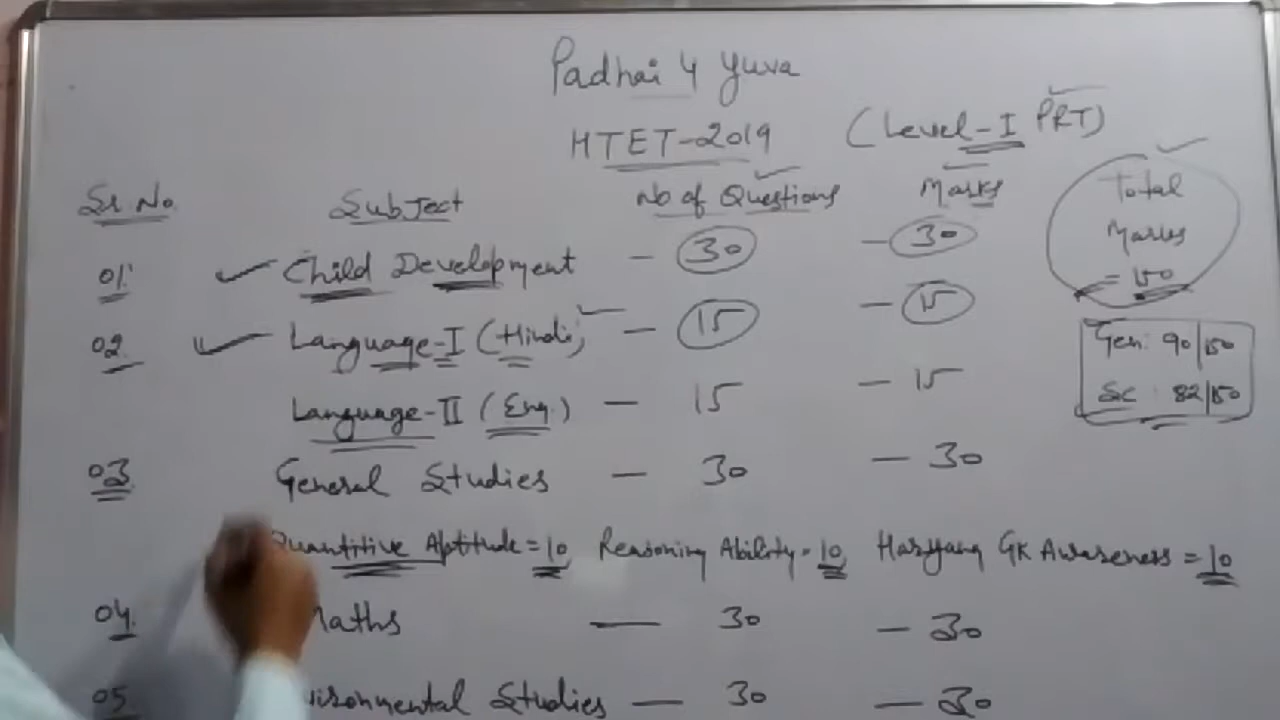 Padhai 4 Yuva
HTET-2019 (Level-I PRT)
Sr No. Subject No of Questions Marks
Total
Marks
= 150
01. Child Development - 30 - 30
02. Language-I (Hindi) - 15 - 15
Gen: 90/150
SC : 82/150
Language-II (Eng.) - 15 - 15
03. General Studies - 30 - 30
Quantitive Aptitude = 10, Reasoning Ability = 10, Haryana GK Awareness = 10
04. Maths - 30 - 30
05. Studies - 30 - 30